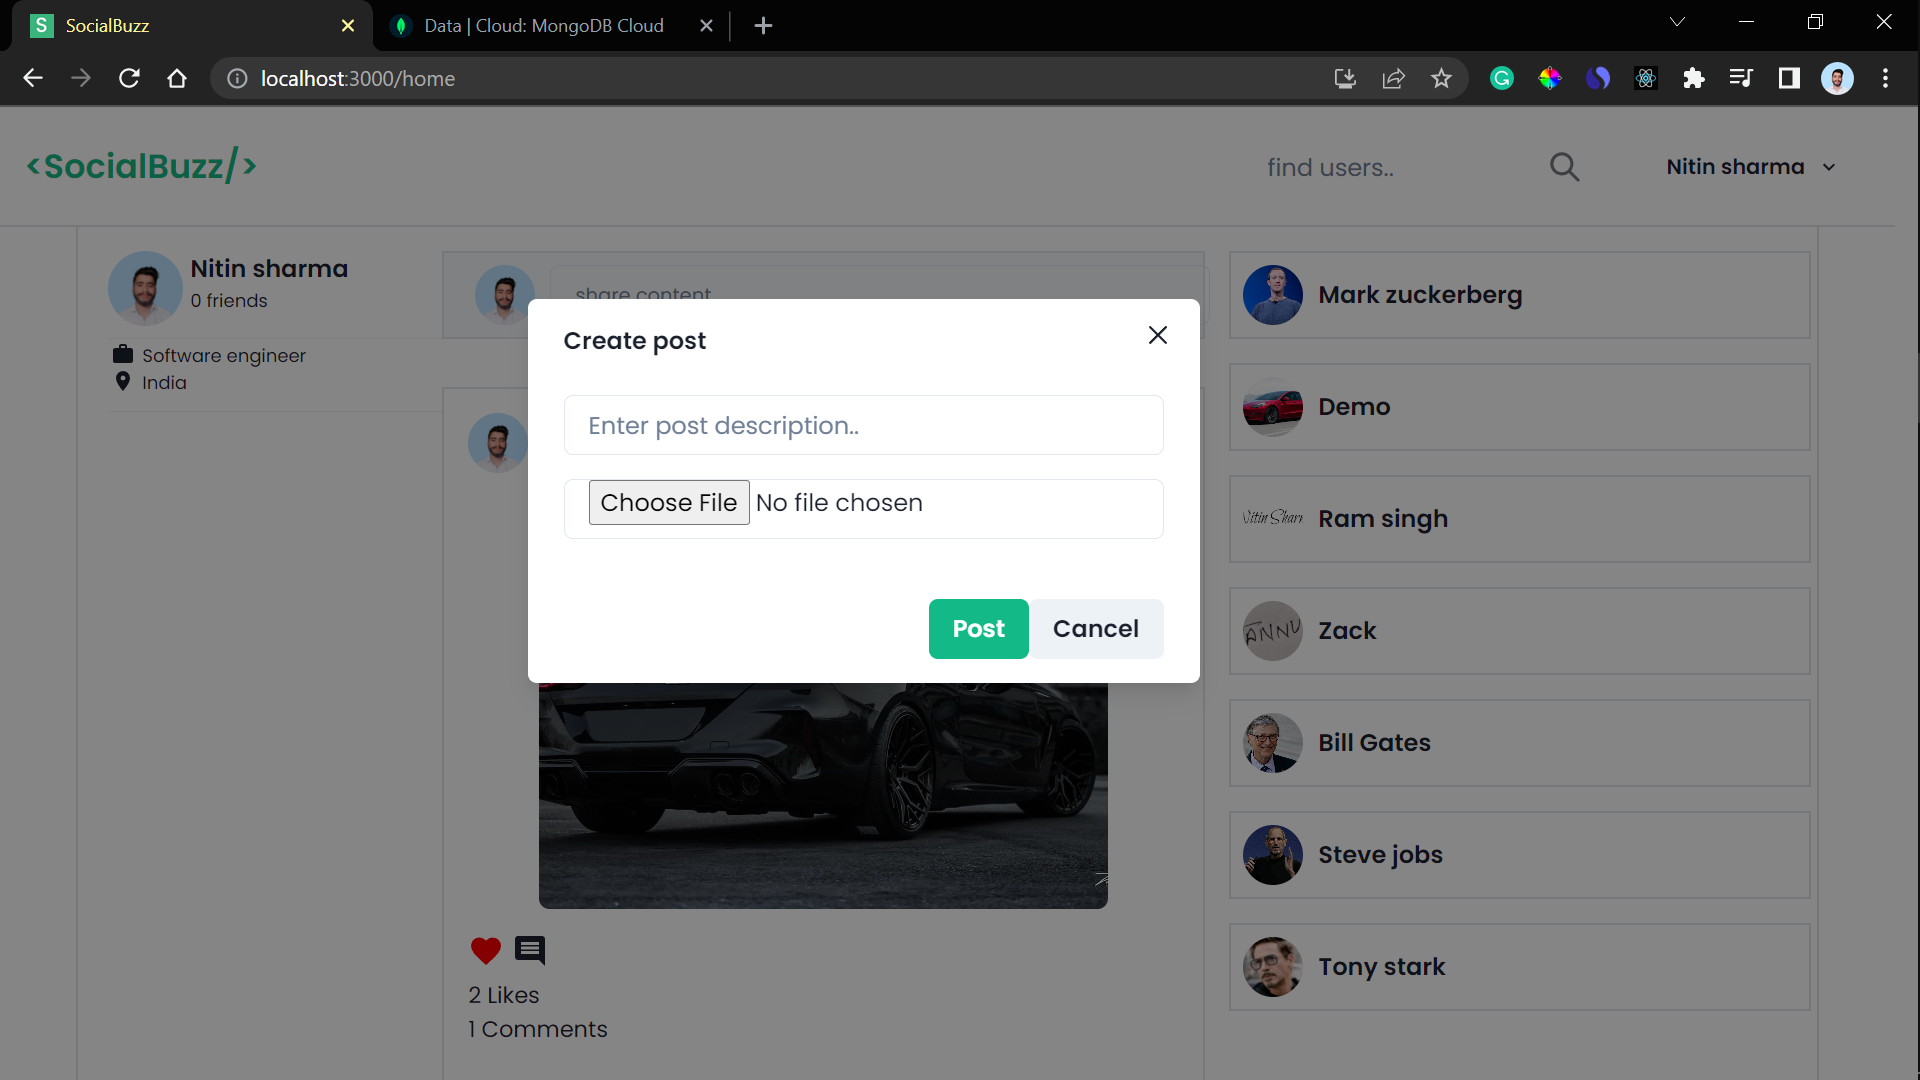 S SocialBuzz
Data | Cloud: MongoDB Cloud
localhost:3000/home
<SocialBuzz/>
find users..
Nitin sharma
Nitin sharma
0 friends
Software engineer
India
share content
Create post
Enter post description..
Choose File No file chosen
Post
Cancel
2 Likes
1 Comments
Mark zuckerberg
Demo
Ram singh
Zack
ANNU
Bill Gates
Steve jobs
Tony stark